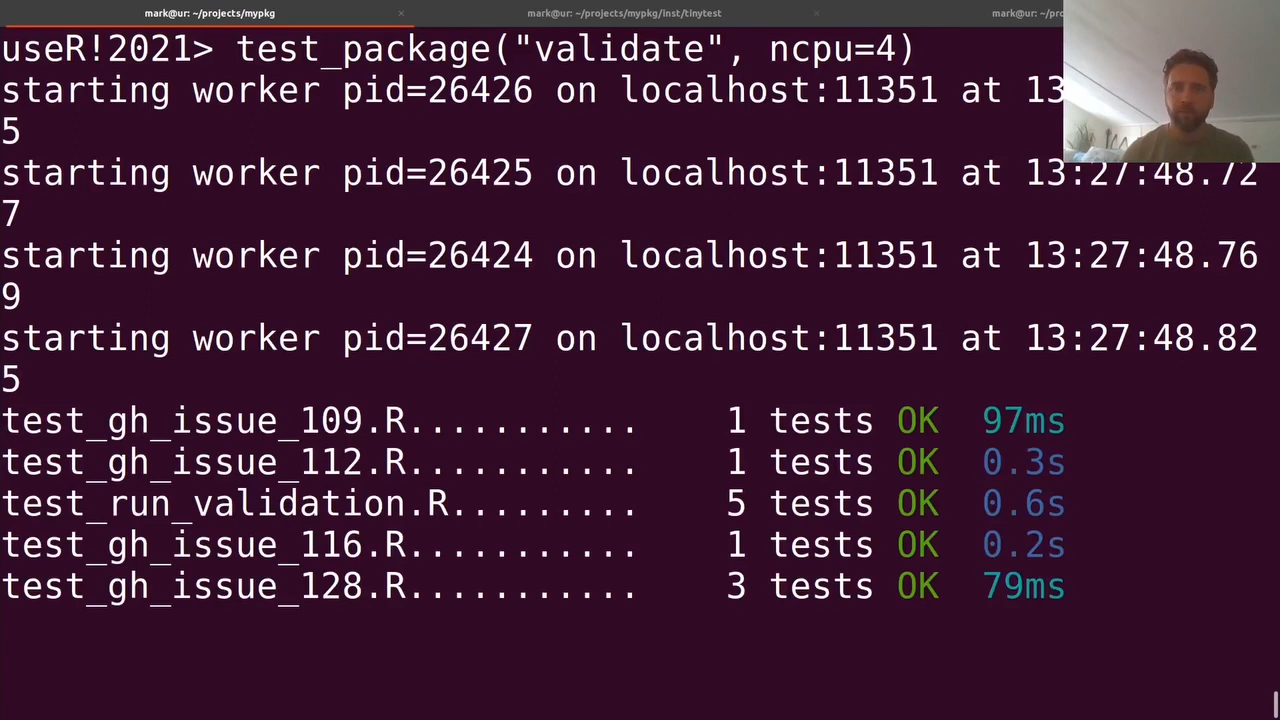 mark@ur: ~/projects/mypkg × mark@ur: ~/projects/mypkg/inst/tinytest × mark@ur: ~/pro
useR!2021> test_package("validate", ncpu=4)
starting worker pid=26426 on localhost:11351 at 13
5
starting worker pid=26425 on localhost:11351 at 13:27:48.72
7
starting worker pid=26424 on localhost:11351 at 13:27:48.76
9
starting worker pid=26427 on localhost:11351 at 13:27:48.82
5
test_gh_issue_109.R........... 1 tests OK 97ms
test_gh_issue_112.R........... 1 tests OK 0.3s
test_run_validation.R......... 5 tests OK 0.6s
test_gh_issue_116.R........... 1 tests OK 0.2s
test_gh_issue_128.R........... 3 tests OK 79ms